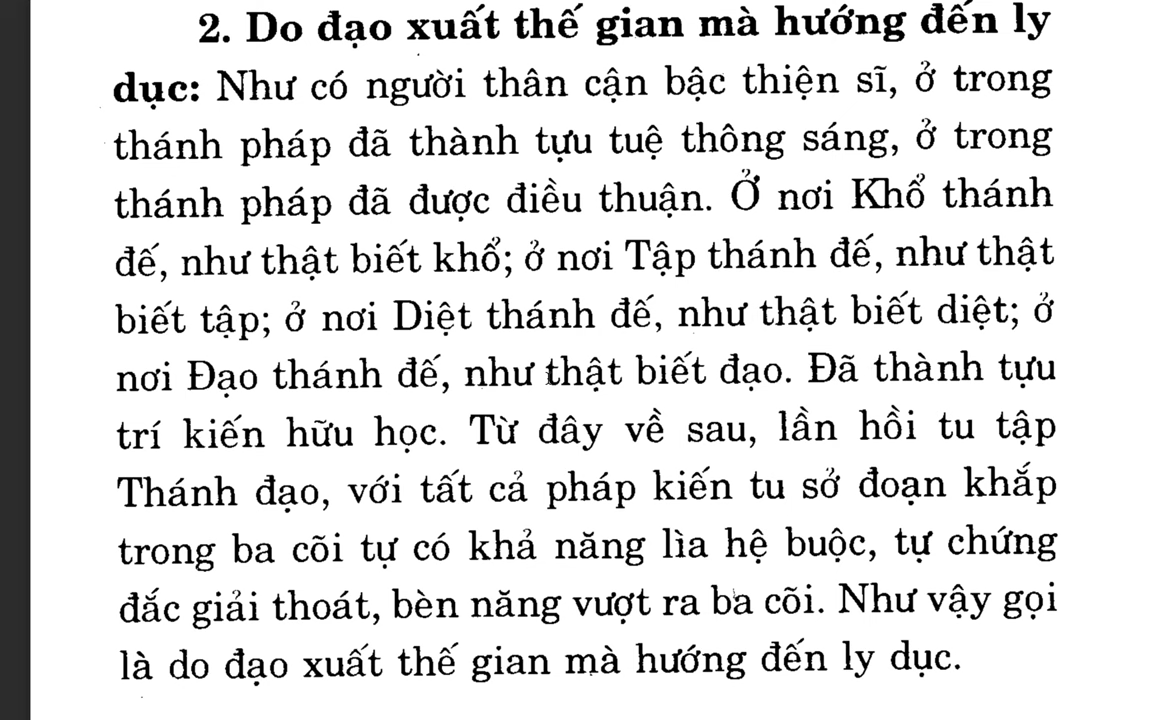 2. Do đạo xuất thế gian mà hướng đến ly
dục: Như có người thân cận bậc thiện sĩ, ở trong
thánh pháp đã thành tựu tuệ thông sáng, ở trong
thánh pháp đã được điều thuận. Ở nơi Khổ thánh
đế, như thật biết khổ; ở nơi Tập thánh đế, như thật
biết tập; ở nơi Diệt thánh đế, như thật biết diệt; ở
nơi Đạo thánh đế, như thật biết đạo. Đã thành tựu
trí kiến hữu học. Từ đây về sau, lần hồi tu tập
Thánh đạo, với tất cả pháp kiến tu sở đoạn khắp
trong ba cõi tự có khả năng lìa hệ buộc, tự chứng
đắc giải thoát, bèn năng vượt ra ba cõi. Như vậy gọi
là do đạo xuất thế gian mà hướng đến ly dục.